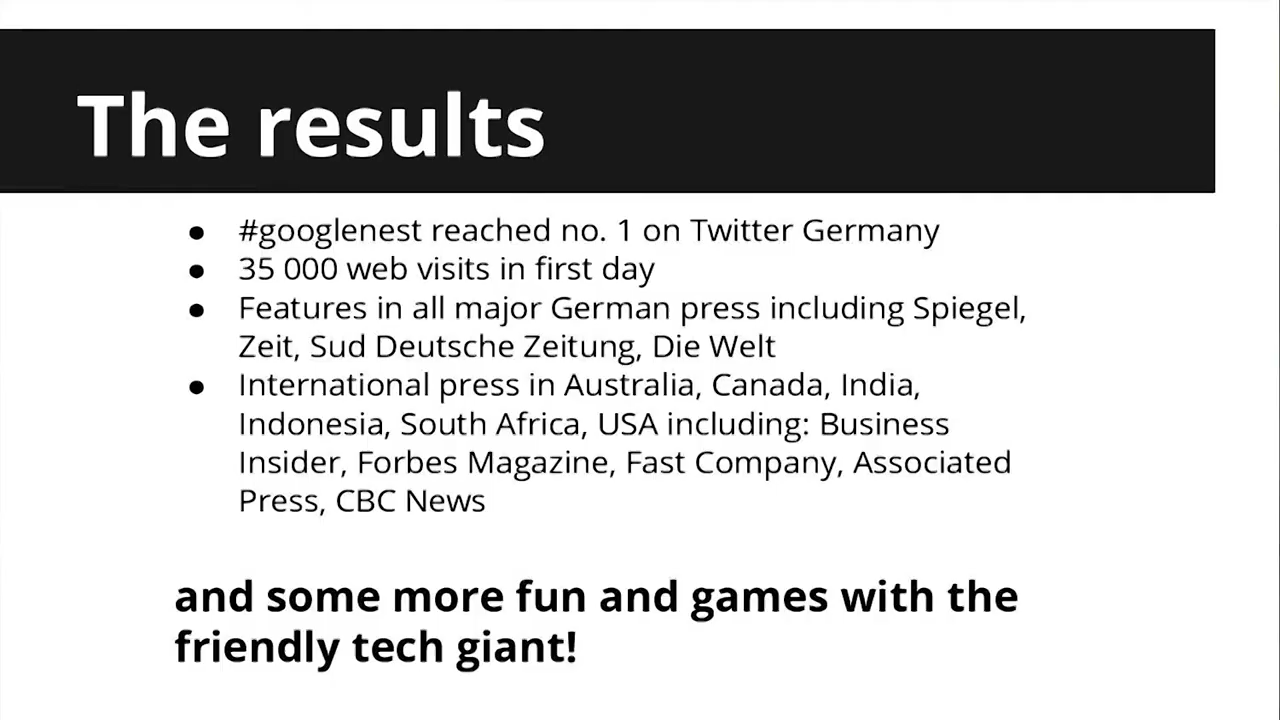 The results
● #googlenest reached no. 1 on Twitter Germany
● 35 000 web visits in first day
● Features in all major German press including Spiegel,
Zeit, Sud Deutsche Zeitung, Die Welt
● International press in Australia, Canada, India,
Indonesia, South Africa, USA including: Business
Insider, Forbes Magazine, Fast Company, Associated
Press, CBC News
and some more fun and games with the
friendly tech giant!